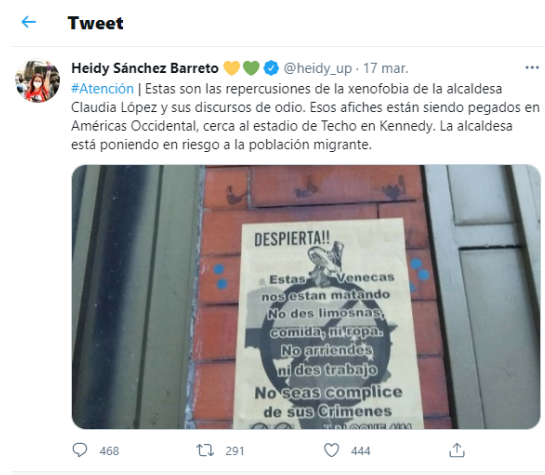 Tweet
Heidy Sánchez Barreto 💛💚 @heidy_up · 17 mar.
#Atención | Estas son las repercusiones de la xenofobia de la alcaldesa
Claudia López y sus discursos de odio. Esos afiches están siendo pegados en
Américas Occidental, cerca al estadio de Techo en Kennedy. La alcaldesa
está poniendo en riesgo a la población migrante.
DESPIERTA!!
Estas Venecas
nos estan matando
No des limosnas,
comida, ni ropa.
No arriendes
ni des trabajo
No seas complice
de sus Crimenes
468 291 444